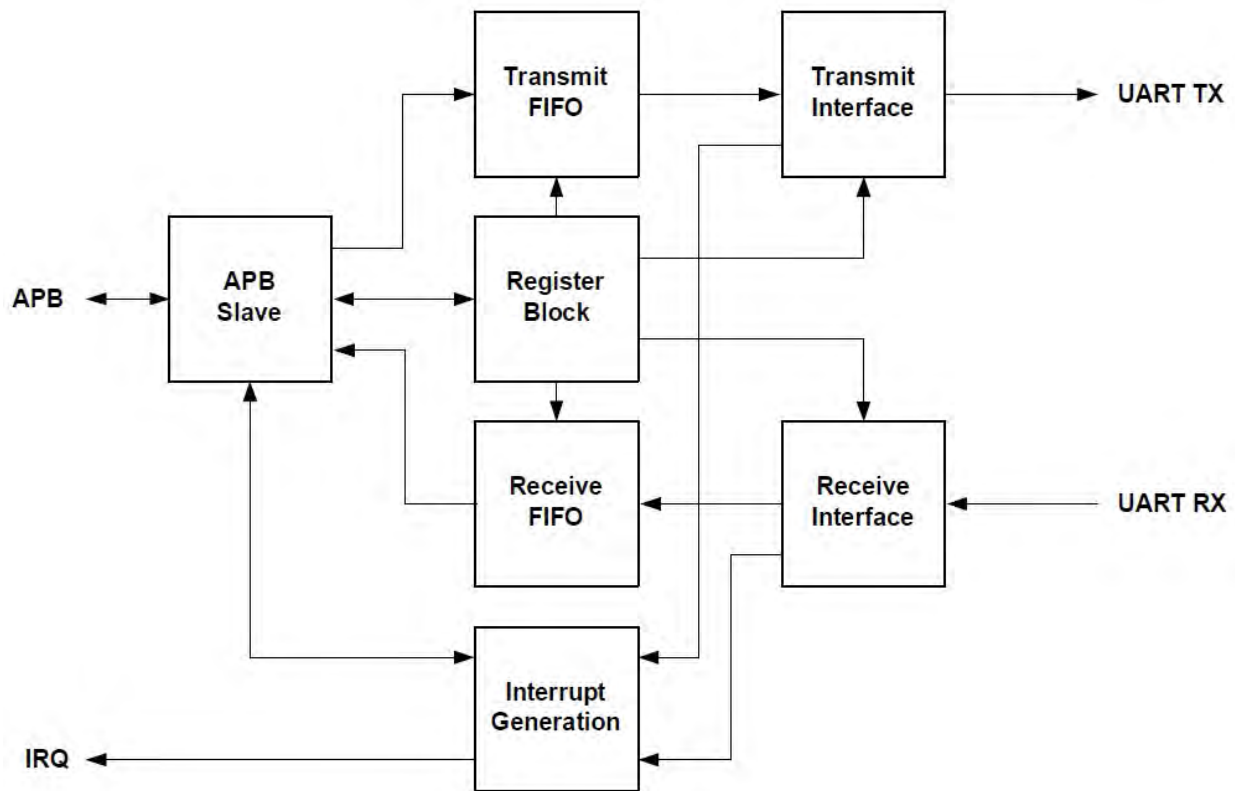 Transmit
FIFO
Transmit
Interface
UART TX
APB
APB
Slave
Register
Block
Receive
FIFO
Receive
Interface
UART RX
Interrupt
Generation
IRQ